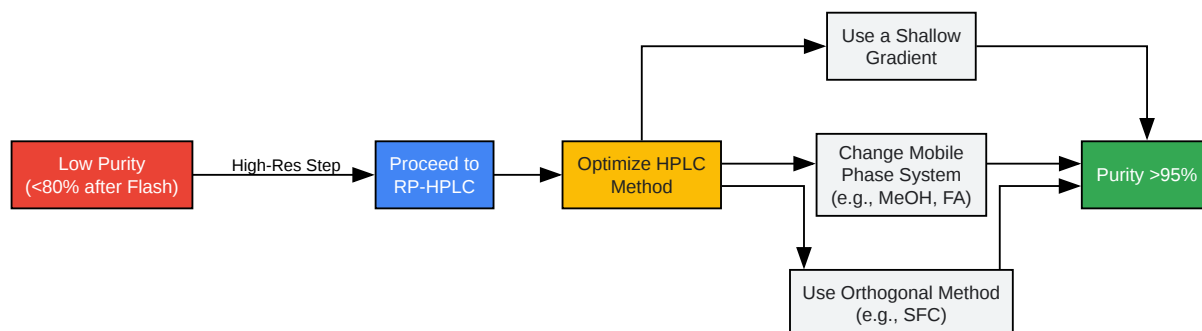 Use a Shallow
Gradient
Low Purity
(<80% after Flash)
High-Res Step
Proceed to
RP-HPLC
Optimize HPLC
Method
Change Mobile
Phase System
(e.g., MeOH, FA)
Purity >95%
Use Orthogonal Method
(e.g., SFC)